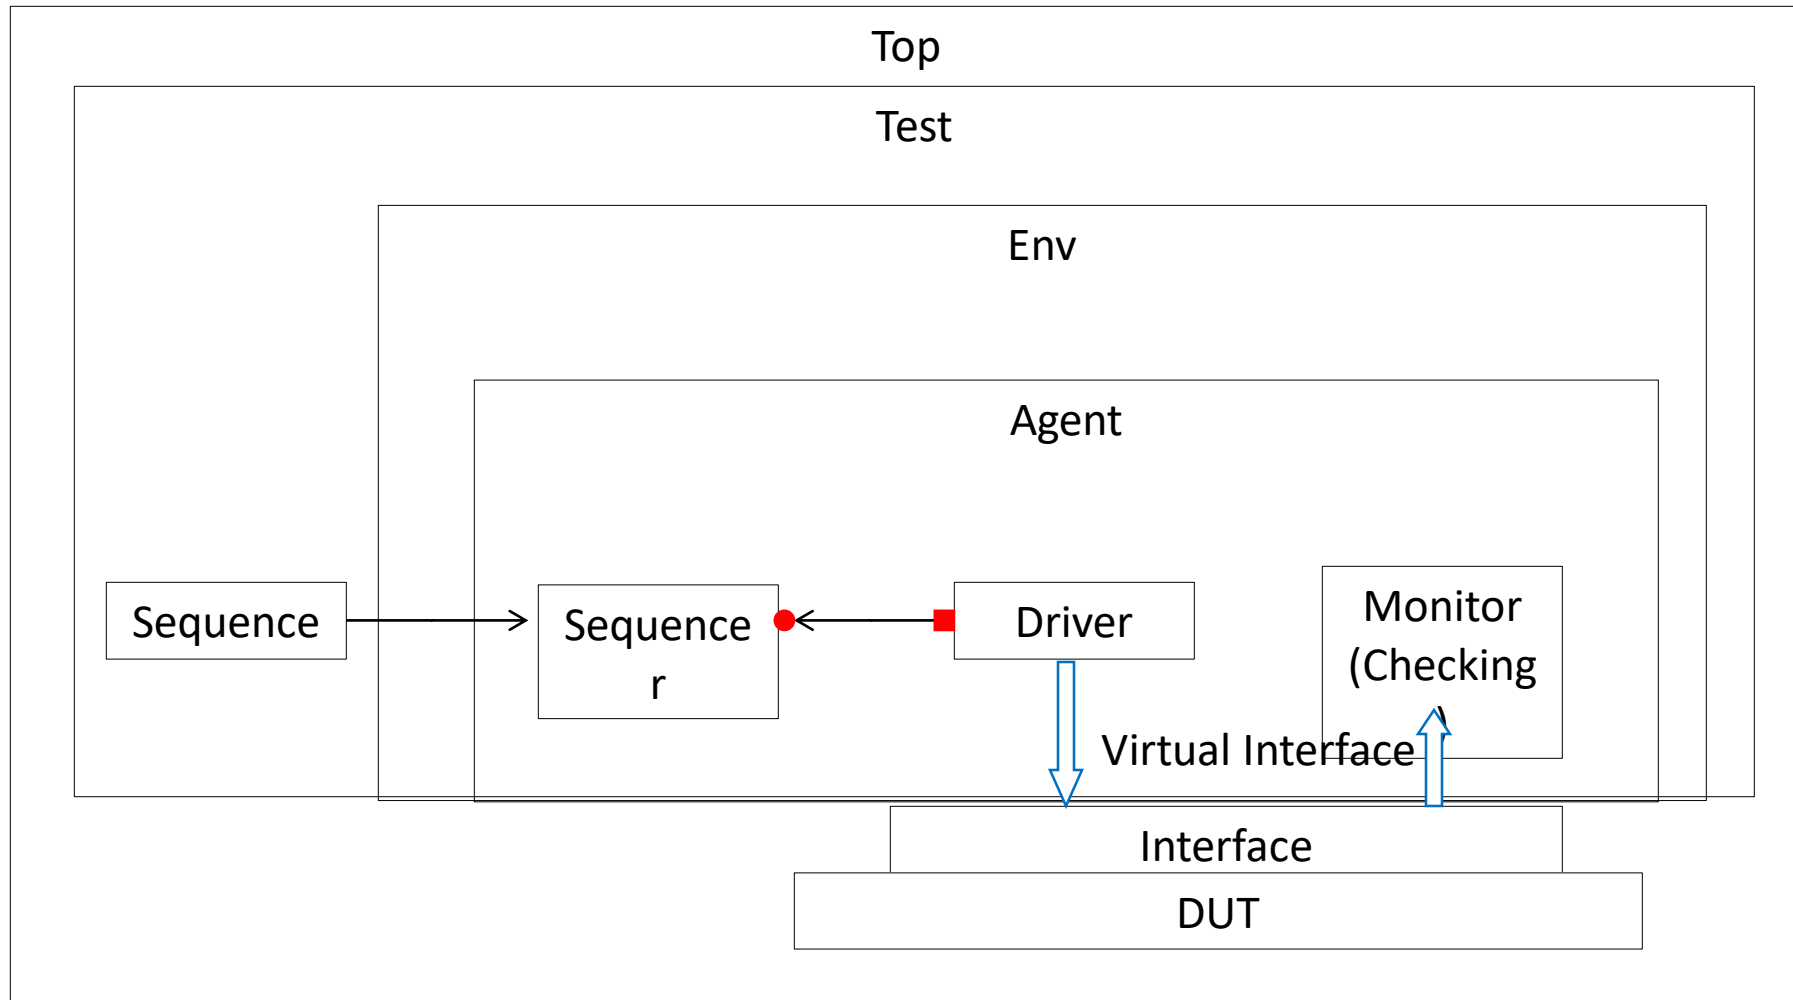 Top
Test
Env
Agent
Sequence
Sequence
r
Driver
Monitor
(Checking
)
Virtual Interface
Interface
DUT